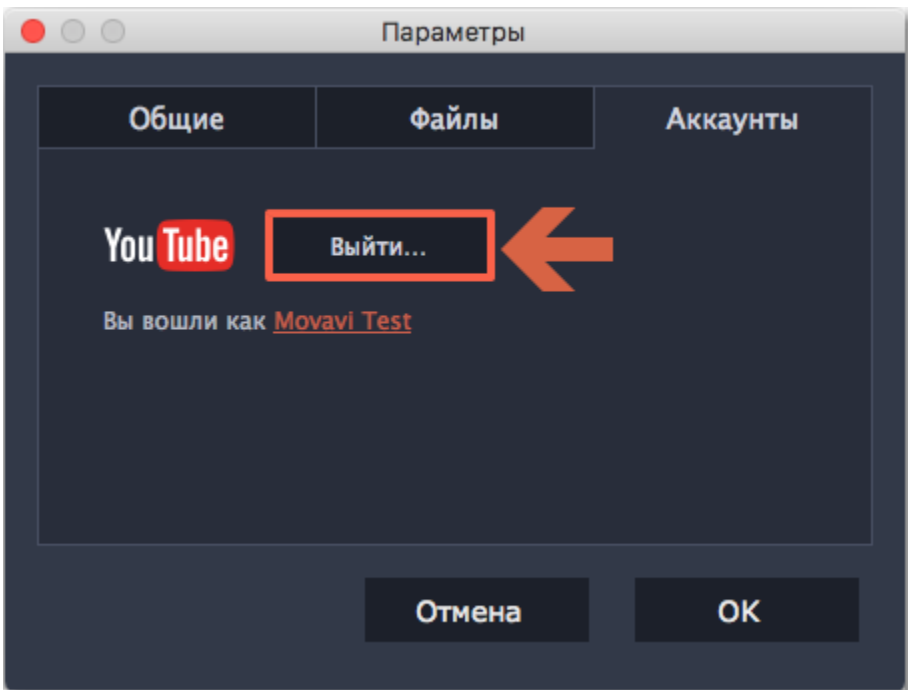 Параметры
Общие Файлы Аккаунты
YouTube Выйти...
Вы вошли как Movavi Test
Отмена OK